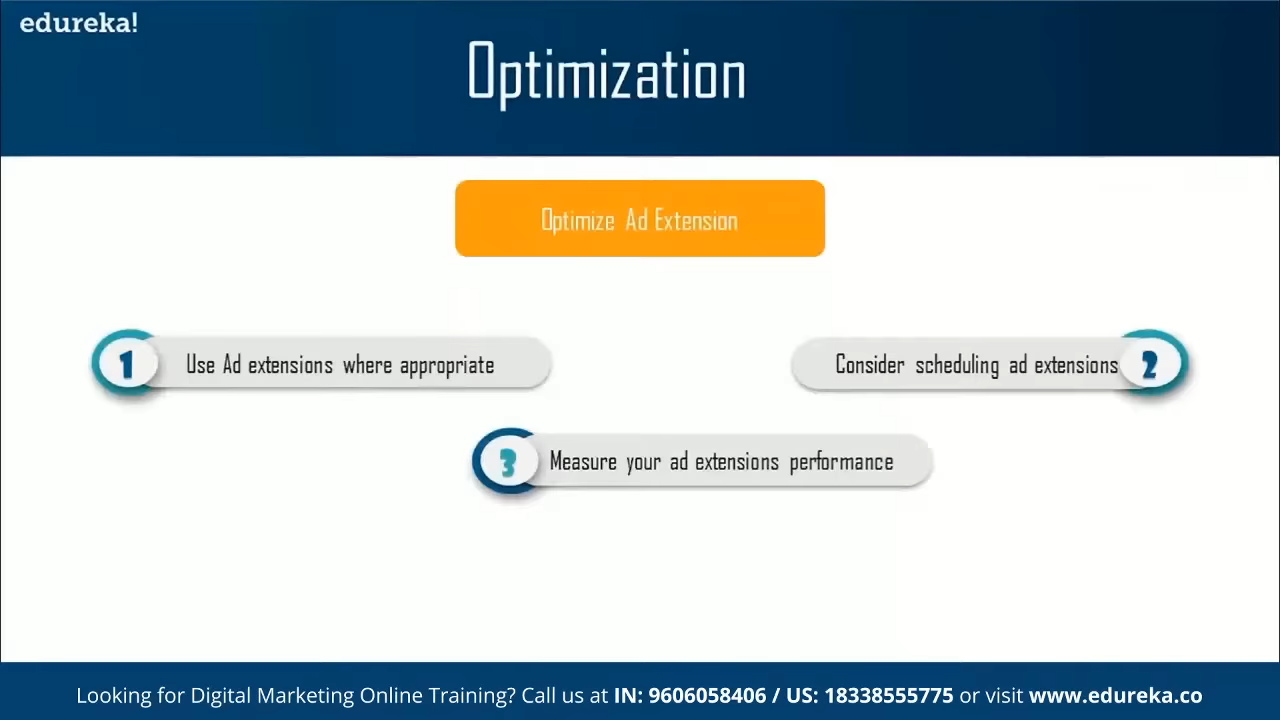 edureka!
Optimization
Optimize Ad Extension
1 Use Ad extensions where appropriate
Consider scheduling ad extensions 2
3 Measure your ad extensions performance
Looking for Digital Marketing Online Training? Call us at IN: 9606058406 / US: 18338555775 or visit www.edureka.co